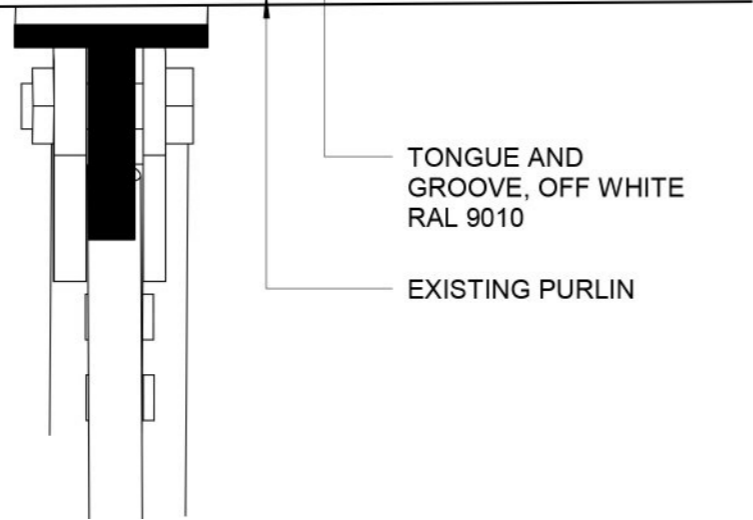 TONGUE AND
GROOVE, OFF WHITE
RAL 9010
EXISTING PURLIN